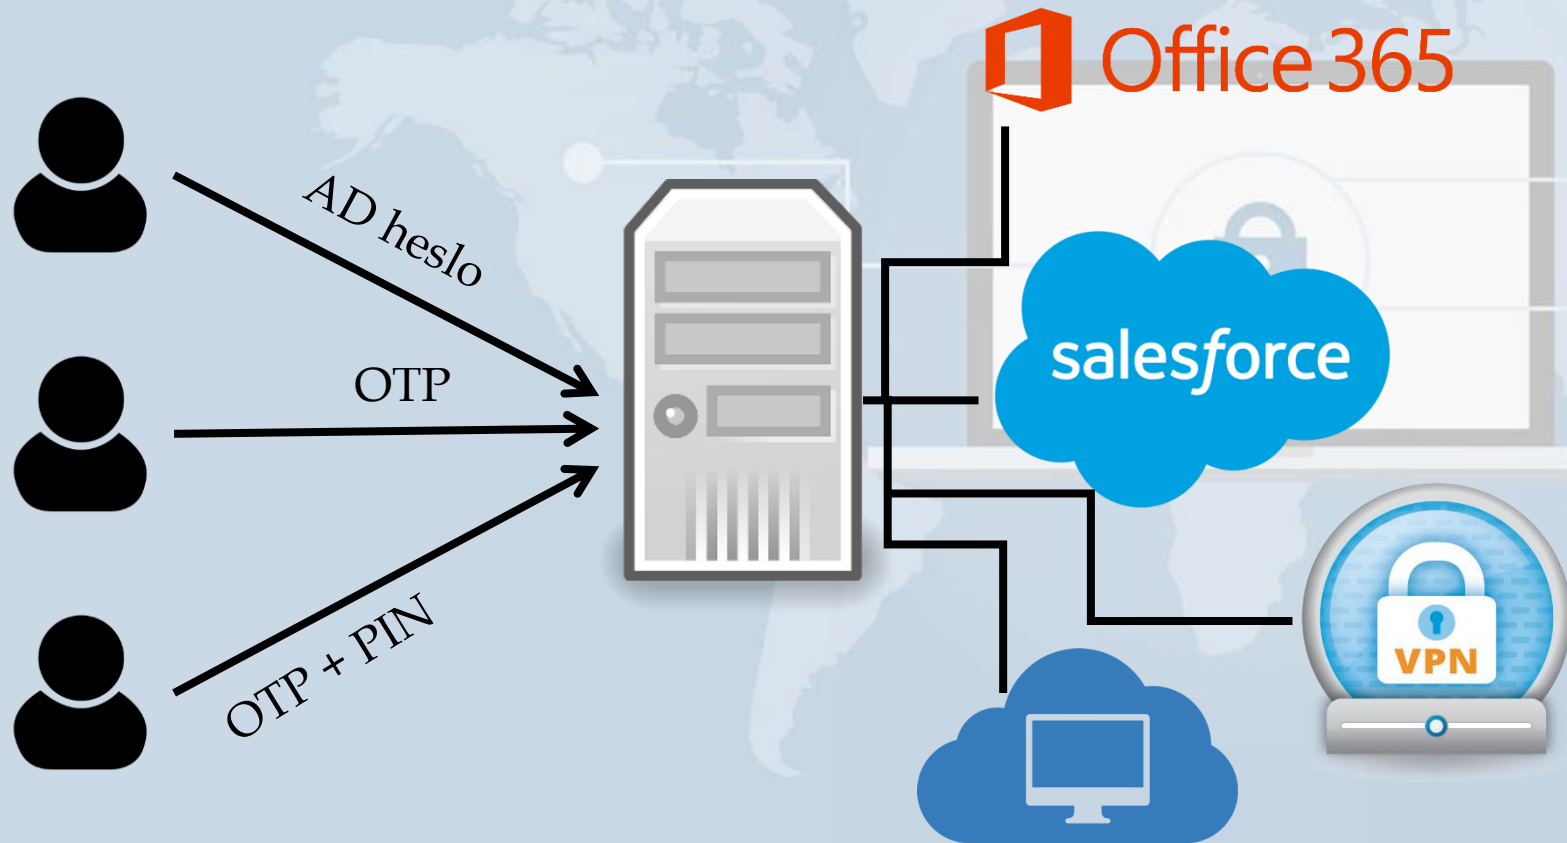 Office 365
AD heslo
salesforce
OTP
OTP + PIN
VPN